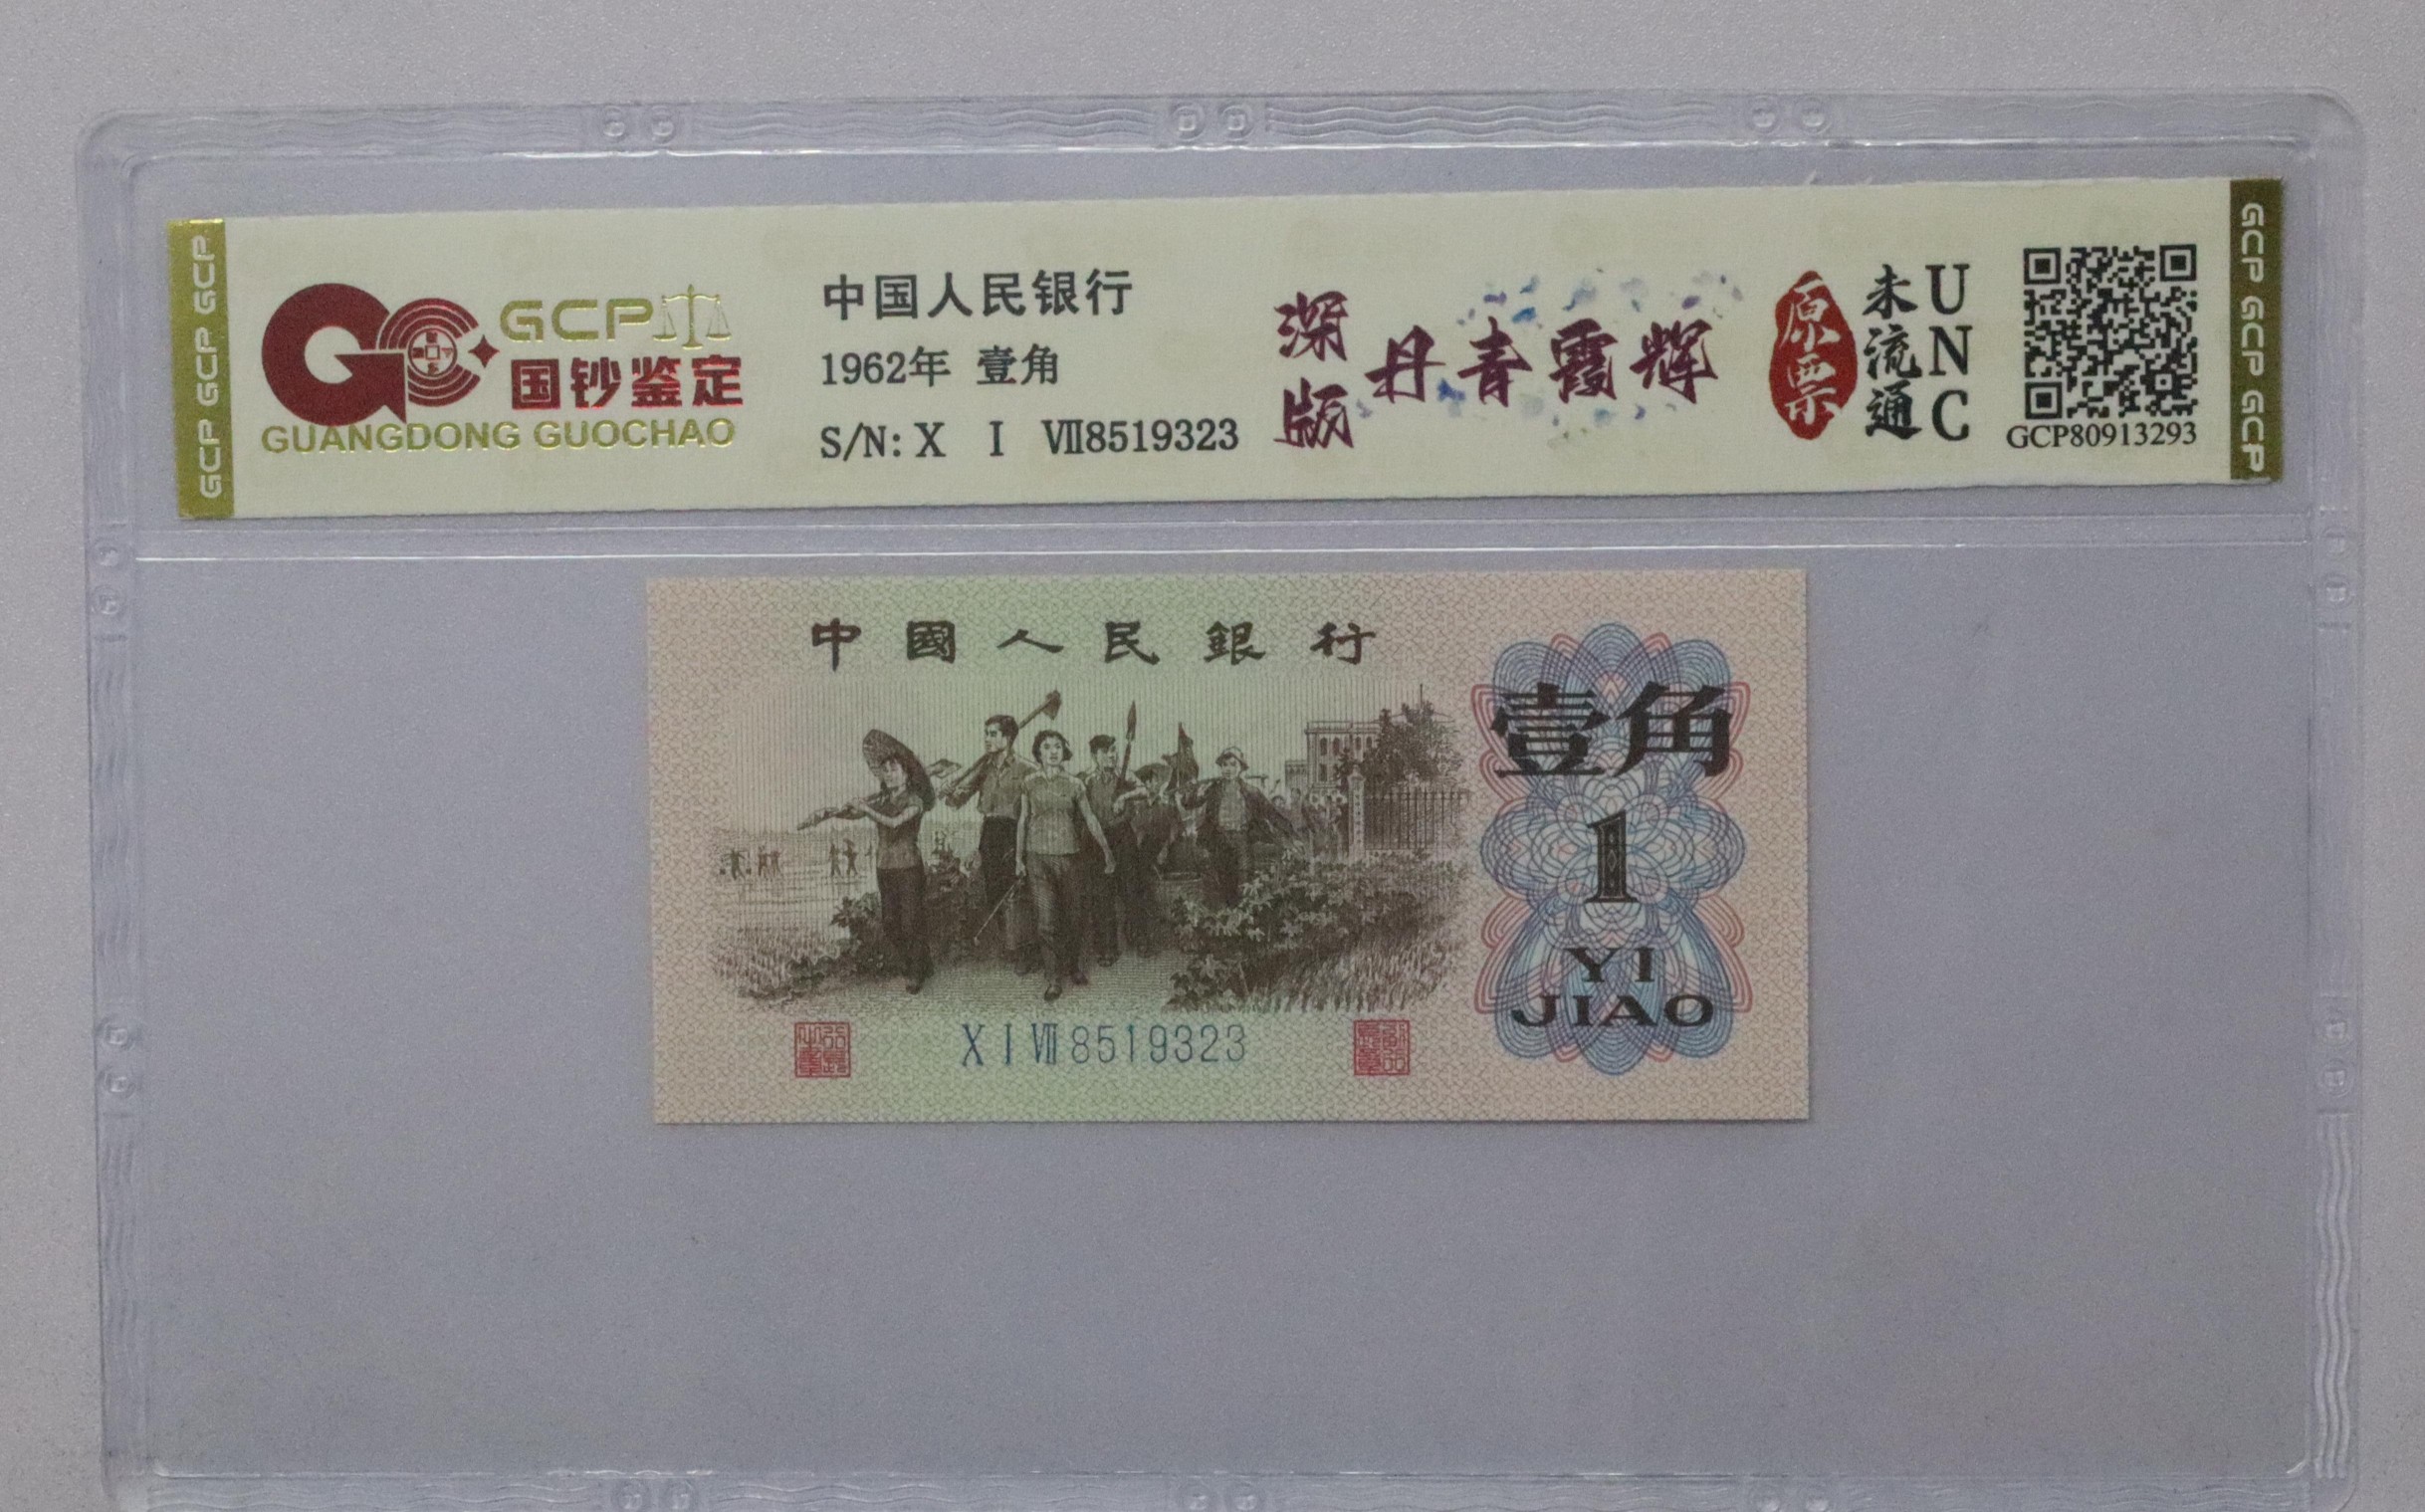 GCP GCP GCP
GCP
国钞鉴定
GUANGDONG GUOCHAO
中国人民银行
1962年 壹角
S/N: X I Ⅶ8519323
深版
丹青霞辉
原票
未流通
UNC
GCP80913293
GCP GCP GCP
中國人民銀行
壹角
1
YI
JIAO
X I Ⅶ 8519323